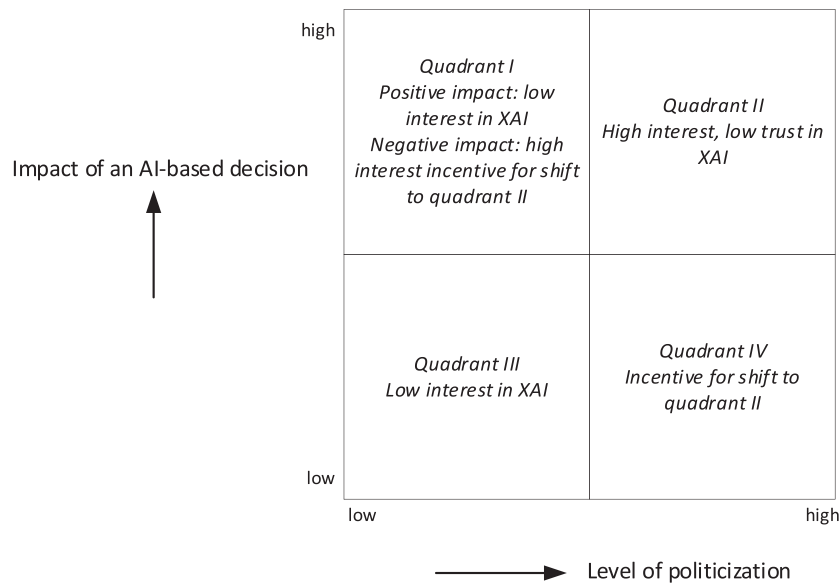 high
Quadrant I
Positive impact: low
interest in XAI
Negative impact: high
interest incentive for shift
to quadrant II
Quadrant II
High interest, low trust in
XAI
Impact of an AI-based decision
Quadrant III
Low interest in XAI
Quadrant IV
Incentive for shift to
quadrant II
low
low
high
Level of politicization